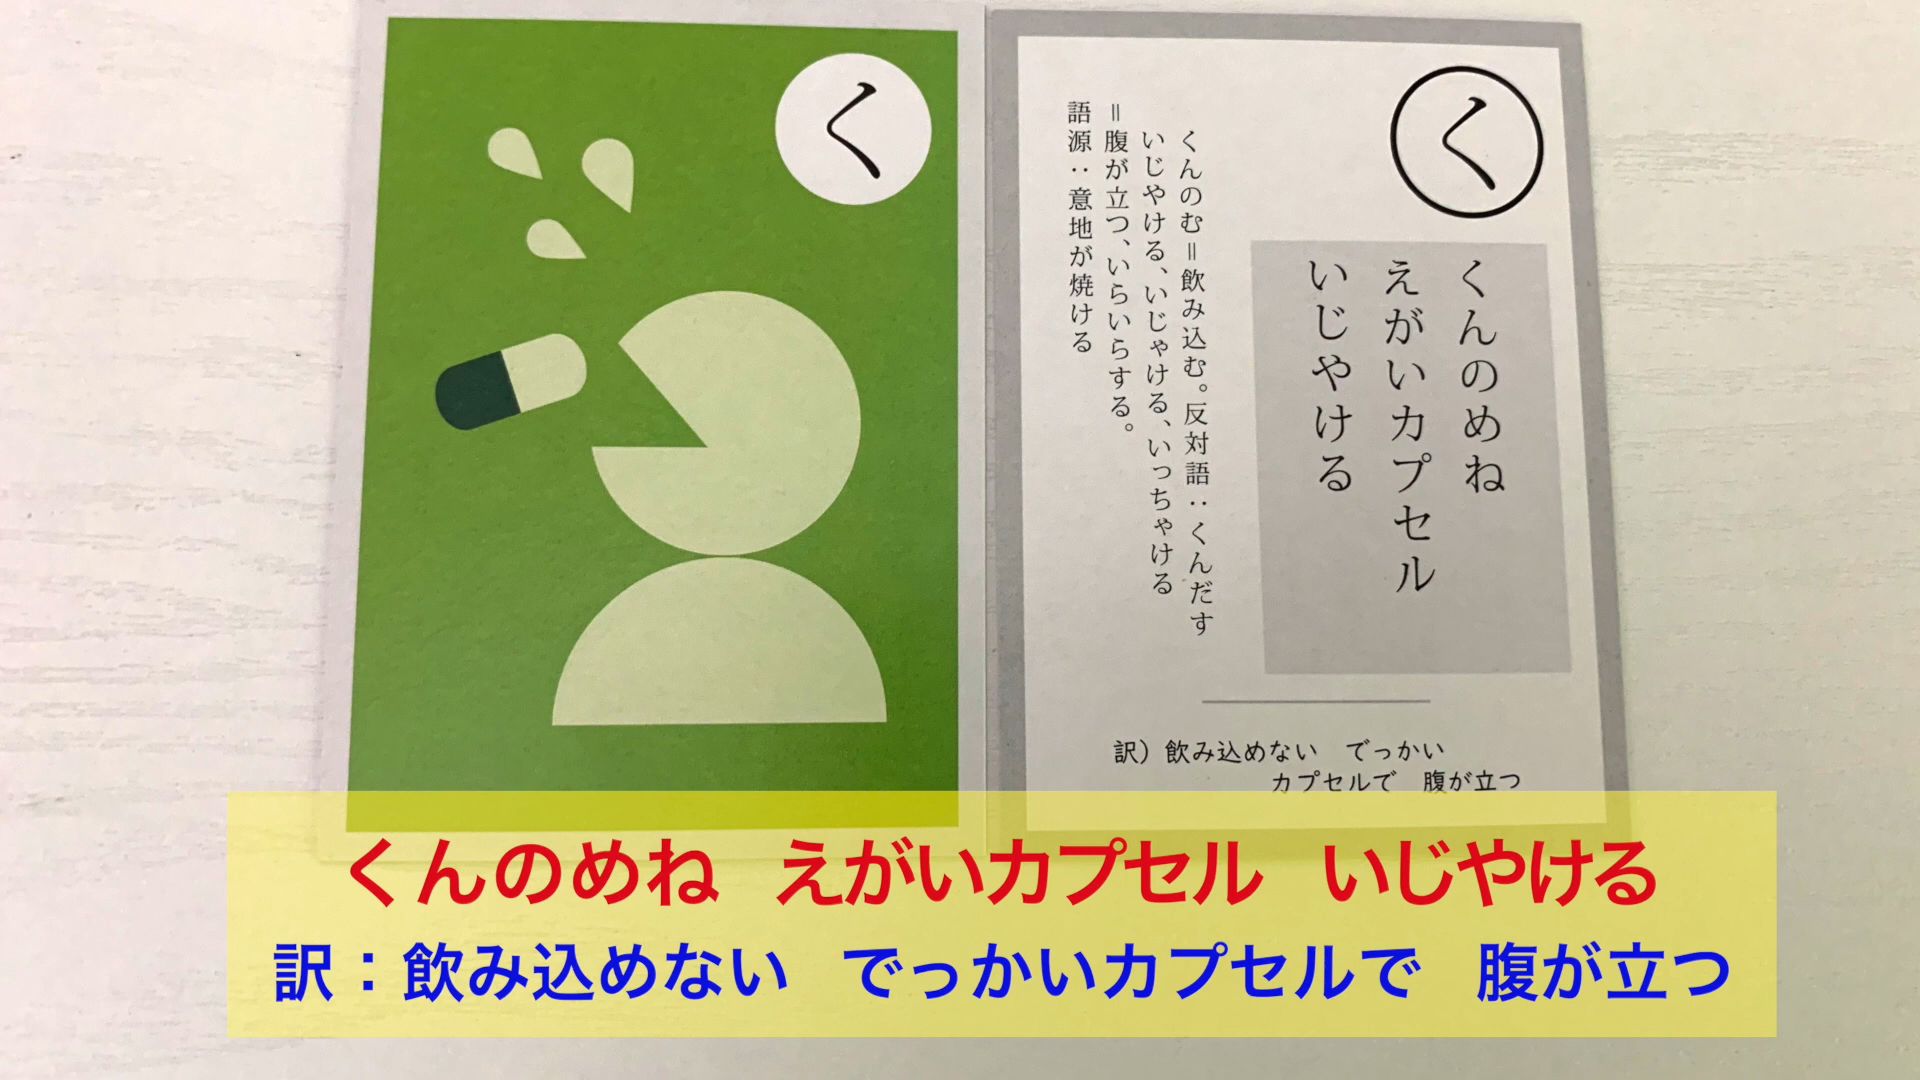 く
く
くんのめね
えがいカプセル
いじやける
くんのむ＝飲み込む。反対語：くんだす
いじやける、いじゃける、いっちゃける
＝腹が立つ、いらいらする。
語源：意地が焼ける
訳）飲み込めない　でっかい
カプセルで　腹が立つ
くんのめね　えがいカプセル　いじやける
訳：飲み込めない　でっかいカプセルで　腹が立つ